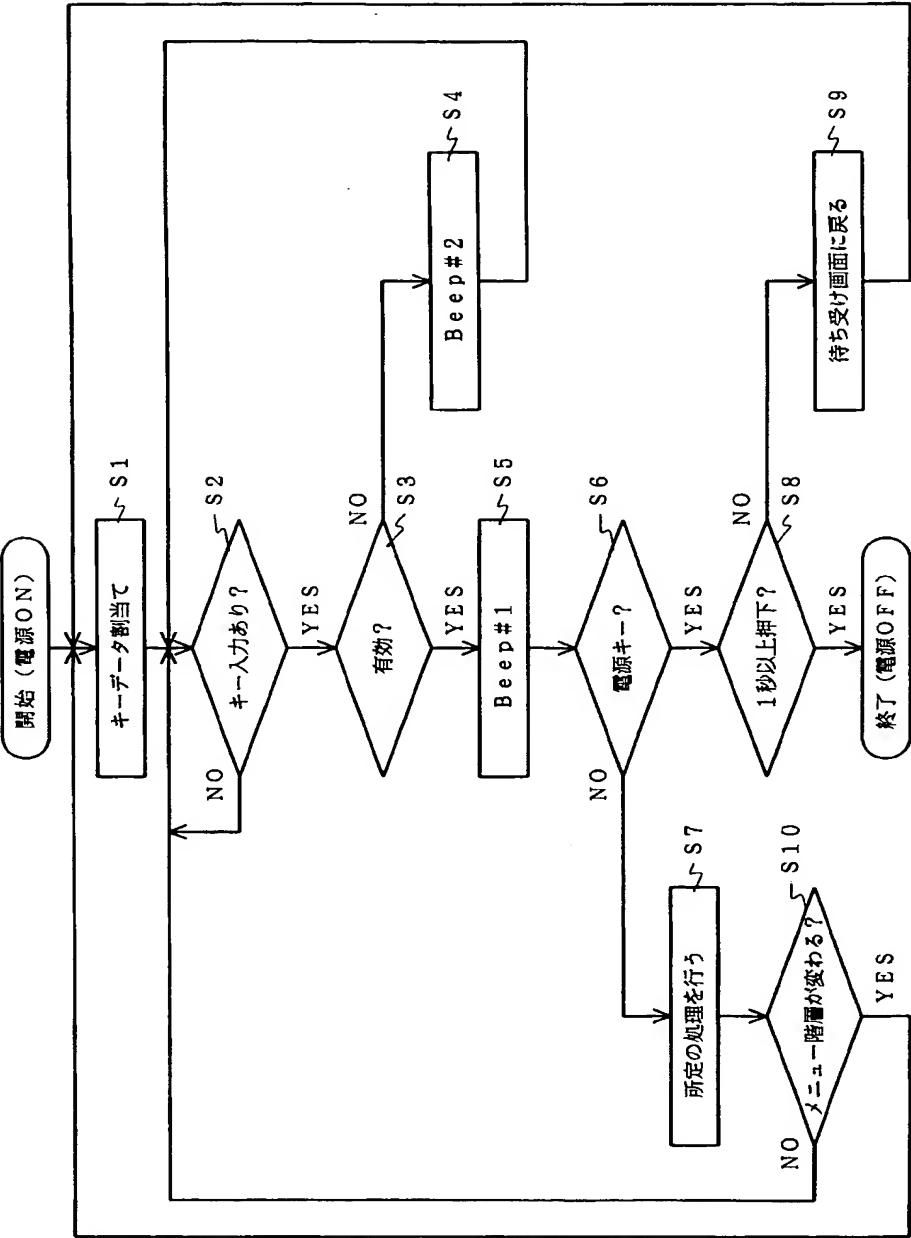 開始（電源ON）
キーデータ割当て
S1
キー入力あり？
S2
NO
YES
有効？
S3
NO
YES
Beep#2
S4
Beep#1
S5
電源キー？
S6
NO
YES
所定の処理を行う
S7
1秒以上押下？
S8
NO
YES
待ち受け画面に戻る
S9
メニュー階層が変わる？
S10
NO
YES
終了（電源OFF）